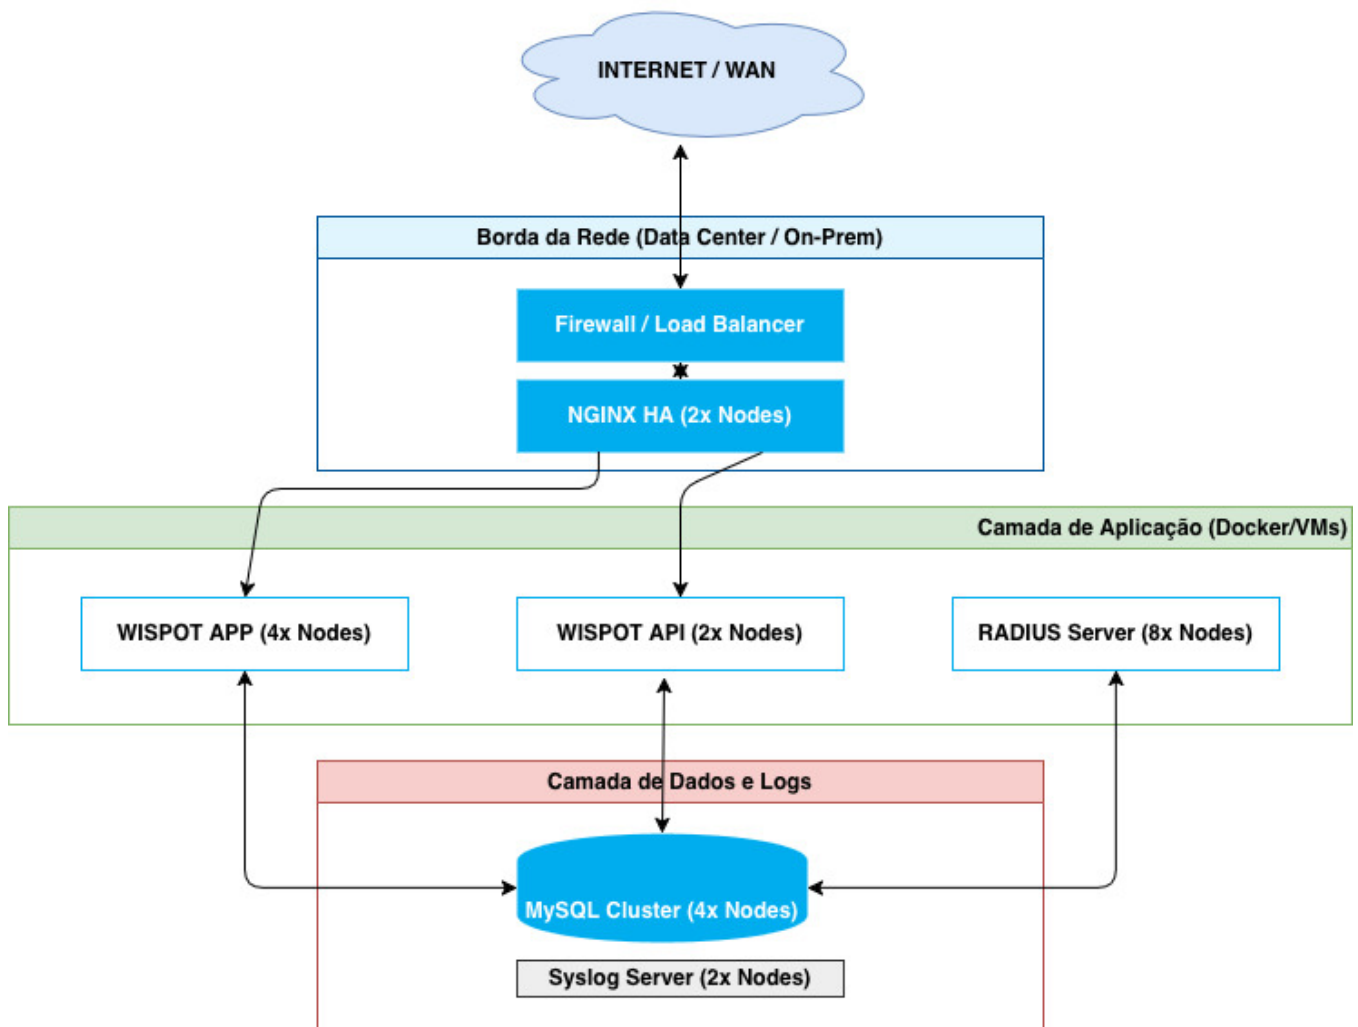 INTERNET / WAN
Borda da Rede (Data Center / On-Prem)
Firewall / Load Balancer
NGINX HA (2x Nodes)
Camada de Aplicação (Docker/VMs)
WISPOT APP (4x Nodes)
WISPOT API (2x Nodes)
RADIUS Server (8x Nodes)
Camada de Dados e Logs
MySQL Cluster (4x Nodes)
Syslog Server (2x Nodes)